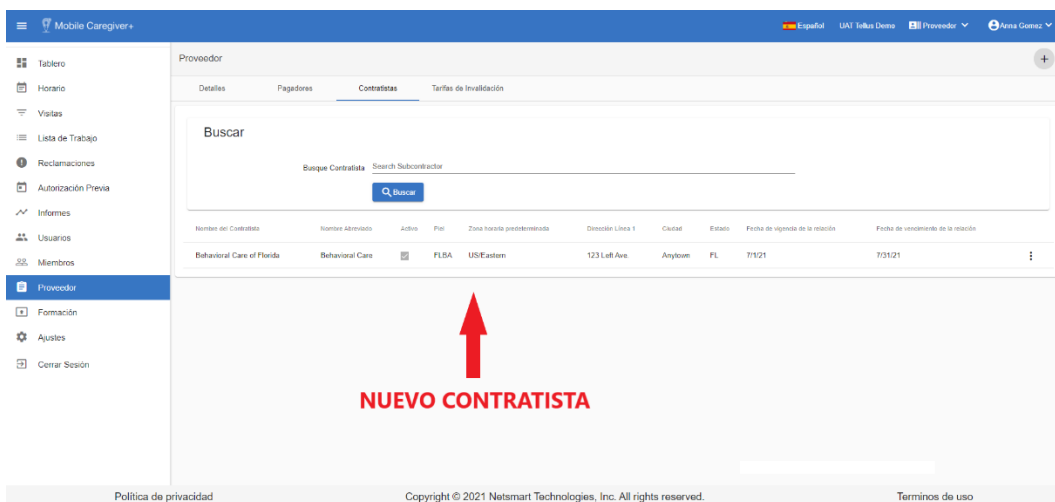 Mobile Caregiver+
Español
UAT Tellus Demo
Proveedor
Anna Gomez
Tablero
Horario
Visitas
Lista de Trabajo
Reclamaciones
Autorización Previa
Informes
Usuarios
Miembros
Proveedor
Formación
Ajustes
Cerrar Sesión
Proveedor
Detalles Pagadores Contratistas Tarifas de Invalidación
Buscar
Busque Contratista Search Subcontractor
Buscar
Nombre del Contratista Nombre Abreviado Activo Piel Zona horaria predeterminada Dirección Línea 1 Ciudad Estado Fecha de vigencia de la relación Fecha de vencimiento de la relación
Behavioral Care of Florida Behavioral Care FLBA US/Eastern 123 Left Ave. Anytown FL 7/1/21 7/31/21
NUEVO CONTRATISTA
Política de privacidad Copyright © 2021 Netsmart Technologies, Inc. All rights reserved. Terminos de uso